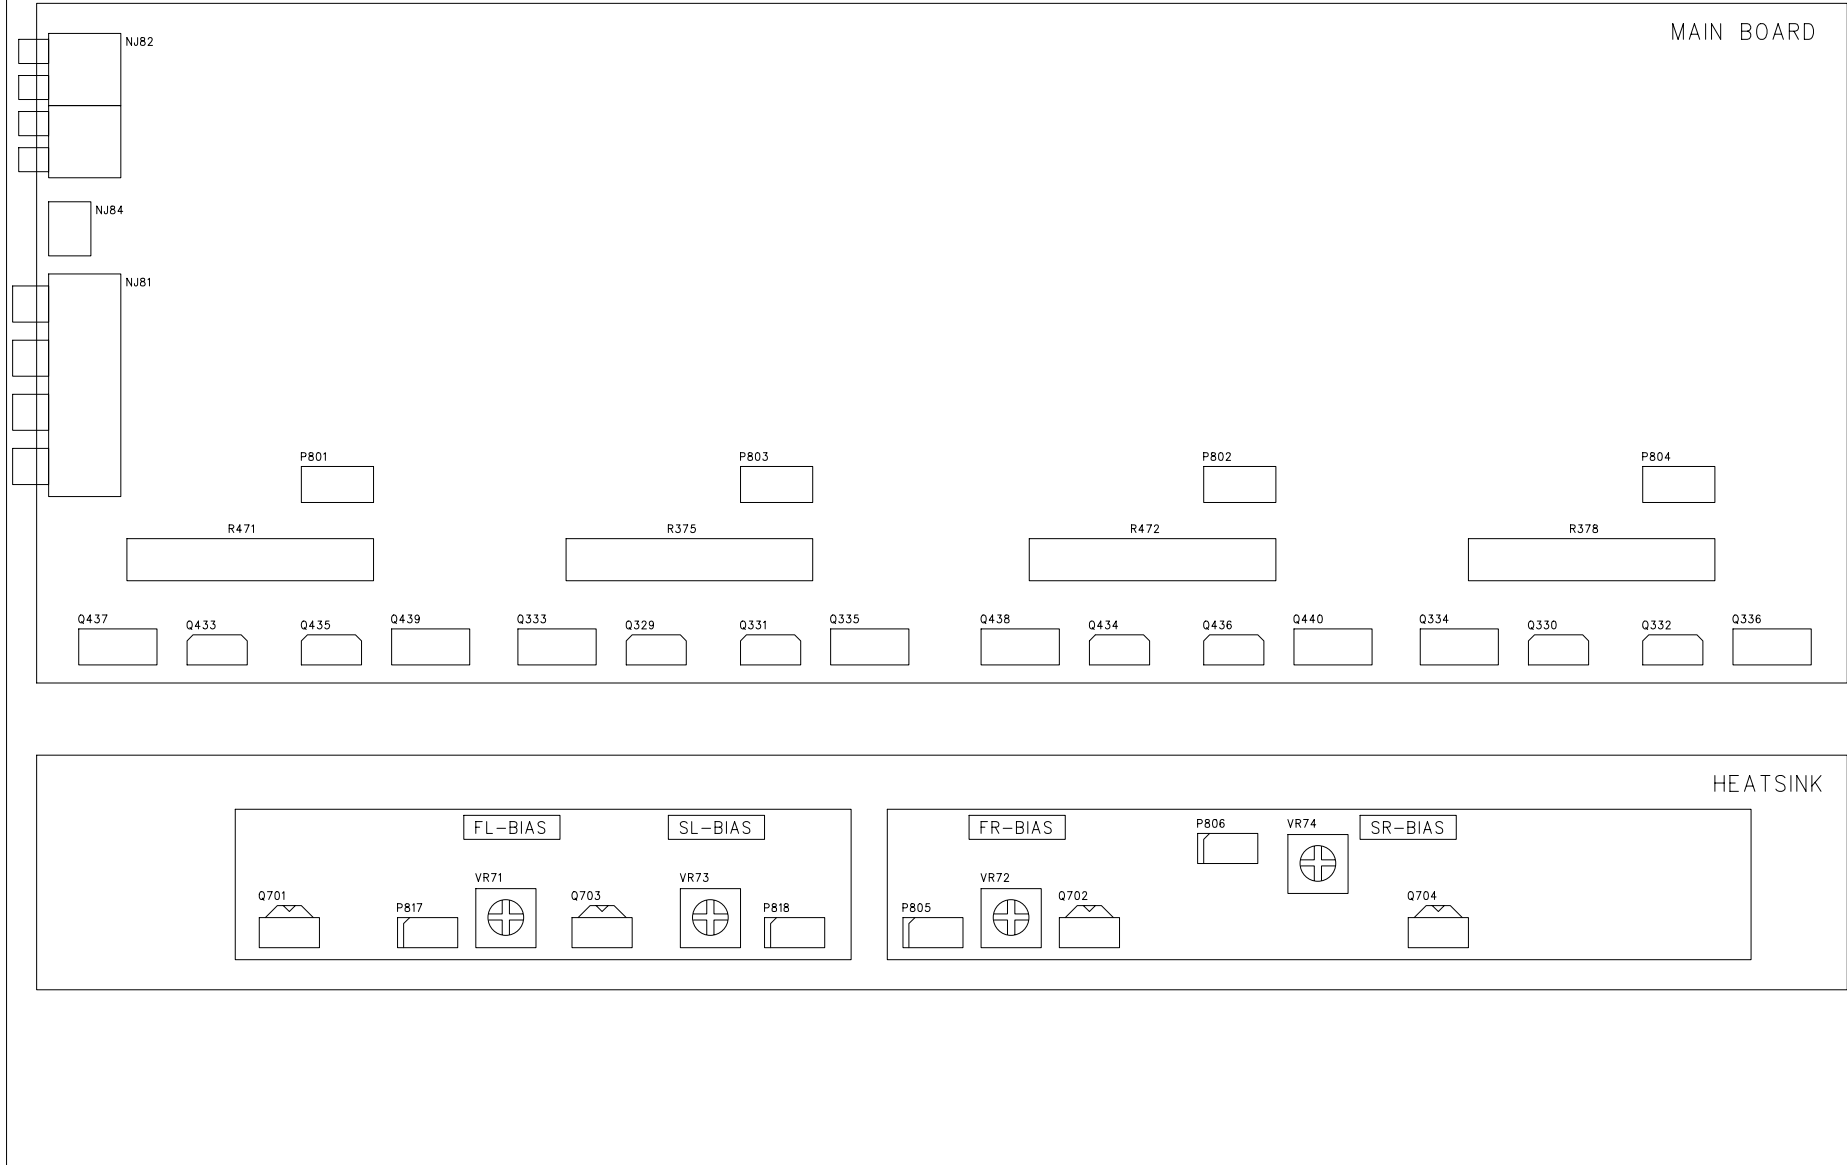 MAIN BOARD
NJ82
NJ84
NJ81
P801 P803 P802 P804
R471 R375 R472 R378
Q437 Q433 Q435 Q439 Q333 Q329 Q331 Q335 Q438 Q434 Q436 Q440 Q334 Q330 Q332 Q336
HEATSINK
FL-BIAS SL-BIAS FR-BIAS P806 VR74 SR-BIAS
VR71 VR73 VR72
Q701 P817 Q703 P818 P805 Q702 Q704